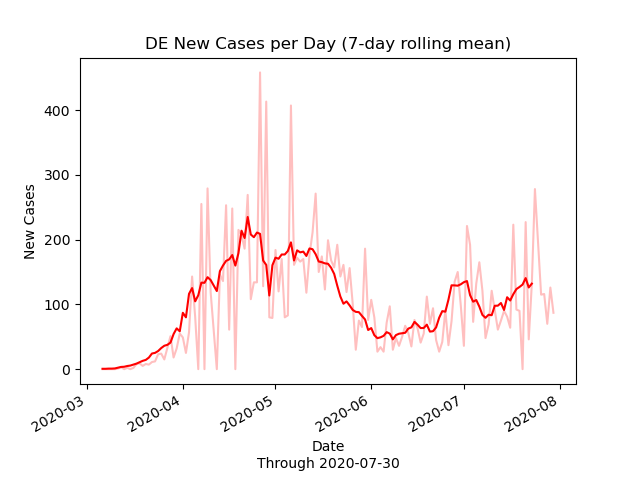 DE New Cases per Day (7-day rolling mean)
400
300
200
100
0
New Cases
2020-03
2020-04
2020-05
2020-06
2020-07
2020-08
Date
Through 2020-07-30